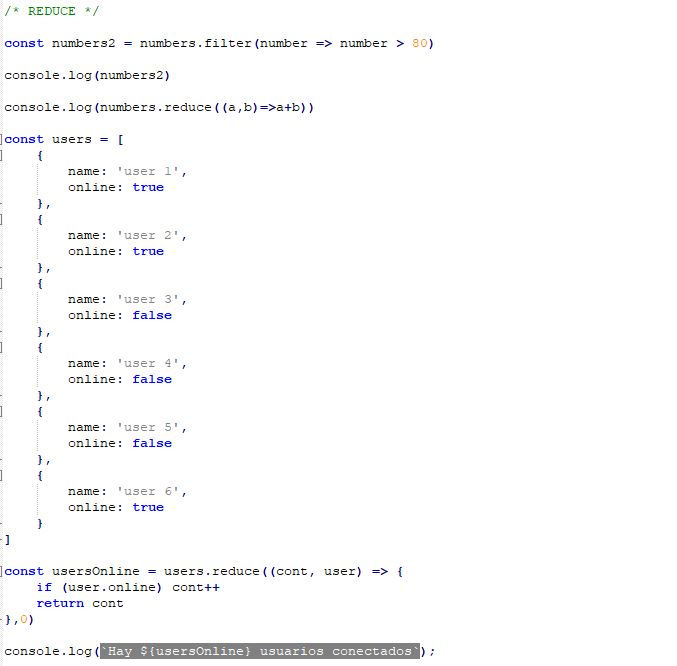 /* REDUCE */
const numbers2 = numbers.filter(number => number > 80)
console.log(numbers2)
console.log(numbers.reduce((a,b)=>a+b))
const users = [
    {
        name: 'user 1',
        online: true
    },
    {
        name: 'user 2',
        online: true
    },
    {
        name: 'user 3',
        online: false
    },
    {
        name: 'user 4',
        online: false
    },
    {
        name: 'user 5',
        online: false
    },
    {
        name: 'user 6',
        online: true
    }
]
const usersOnline = users.reduce((cont, user) => {
    if (user.online) cont++
    return cont
},0)
console.log(`Hay ${usersOnline} usuarios conectados`);